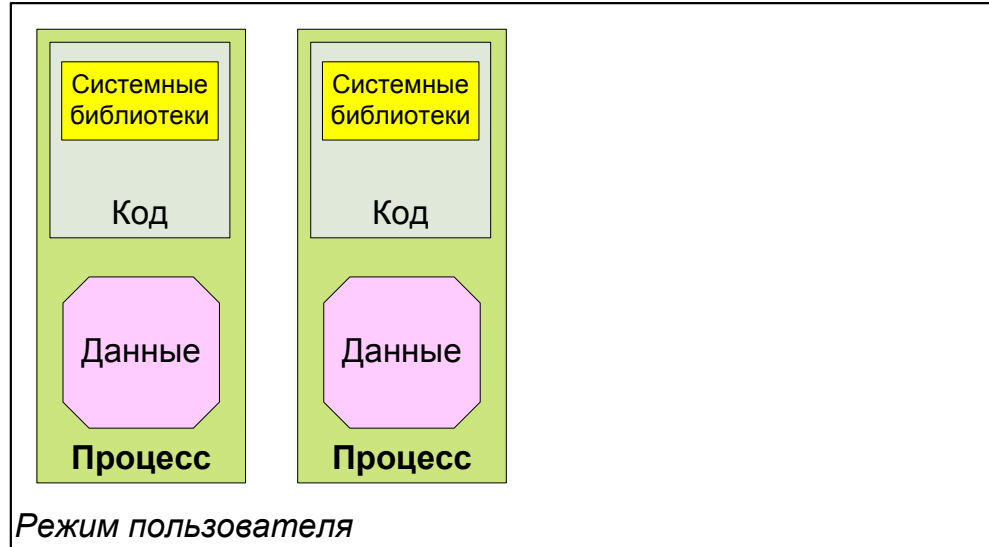 Системные
библиотеки
Код
Данные
Процесс
Системные
библиотеки
Код
Данные
Процесс
Режим пользователя